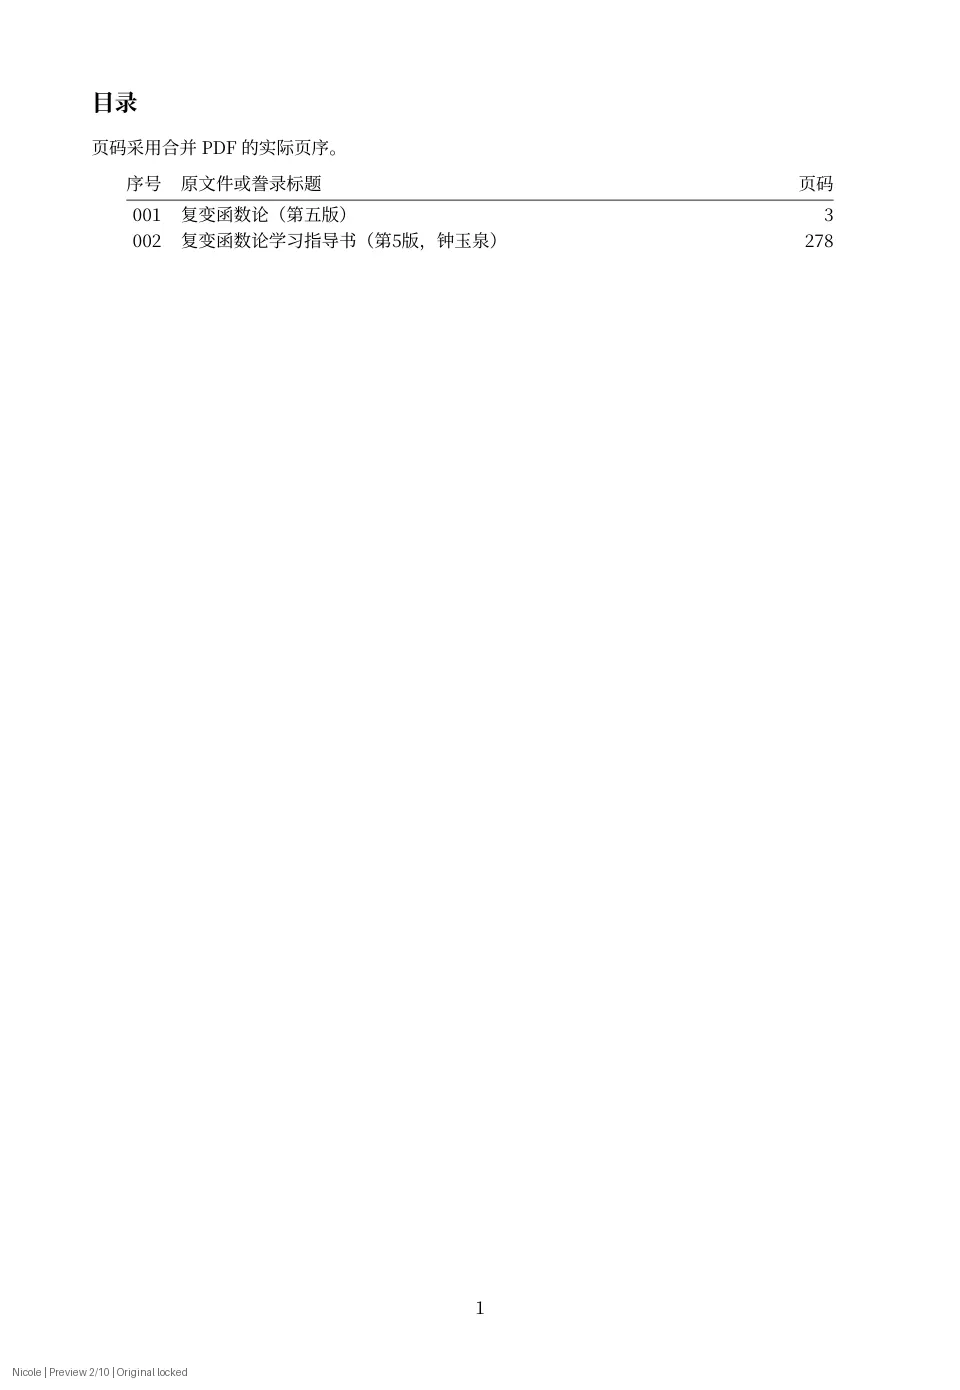 目录
页码采用合并 PDF 的实际页序。
序号 原文件或誊录标题 页码
001 复变函数论（第五版） 3
002 复变函数论学习指导书（第5版，钟玉泉） 278
1
Nicole | Preview 2/10 | Original locked